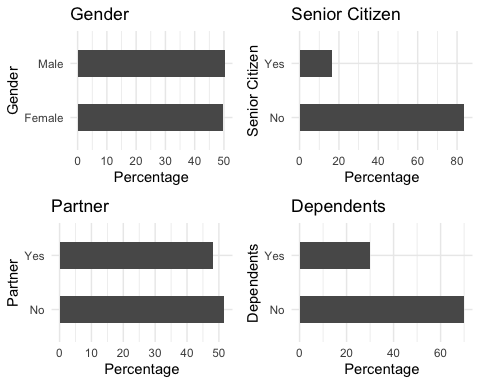 Gender
Gender
Male
Female
0 10 20 30 40 50
Percentage
Senior Citizen
Senior Citizen
Yes
No
0 20 40 60 80
Percentage
Partner
Partner
Yes
No
0 10 20 30 40 50
Percentage
Dependents
Dependents
Yes
No
0 20 40 60
Percentage